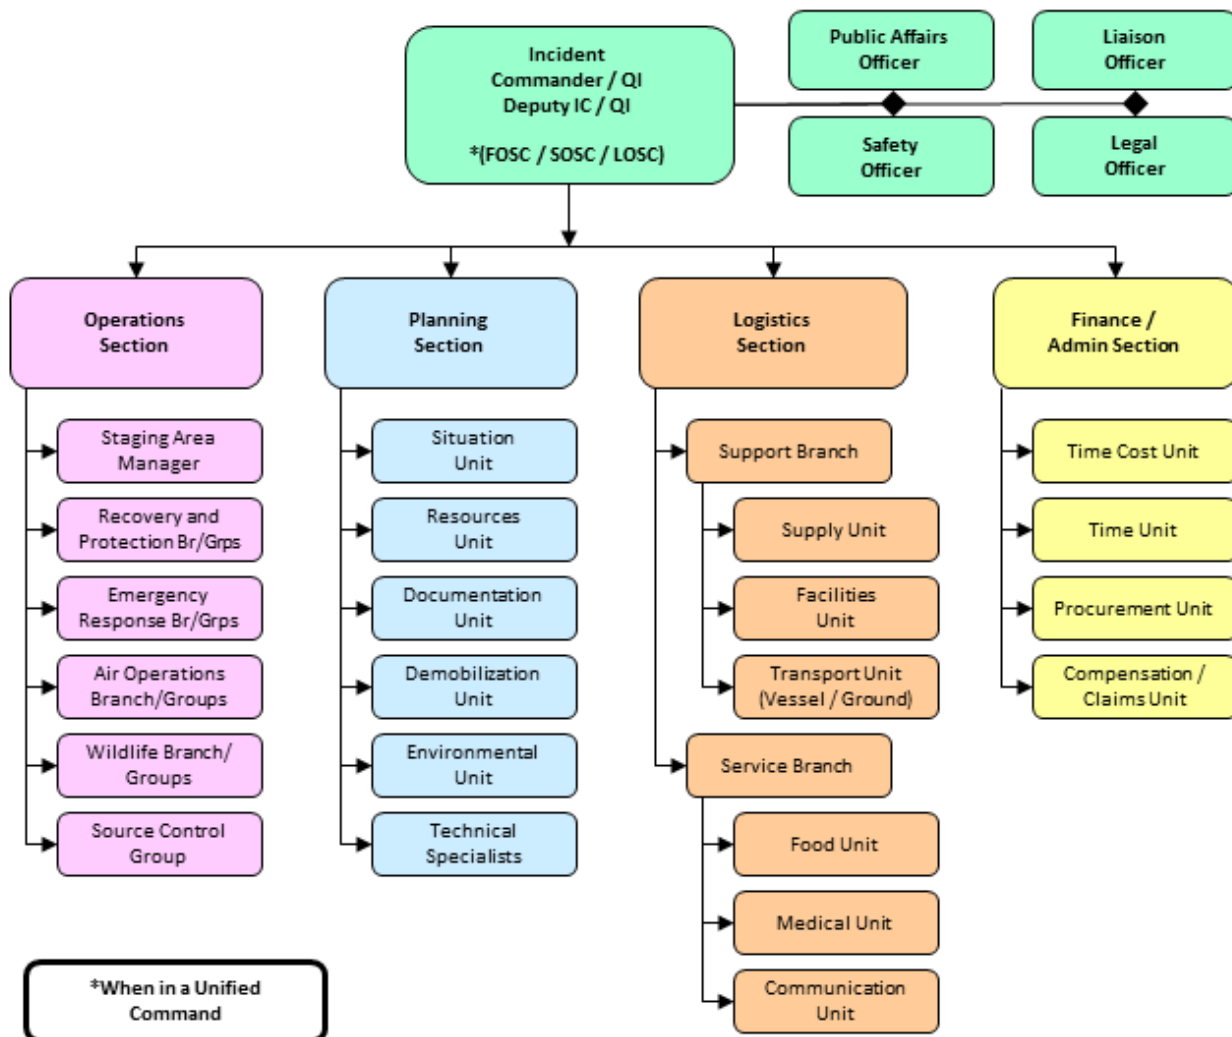 Incident
Commander / QI
Deputy IC / QI
*(FOSC / SOSC / LOSC)
Public Affairs
Officer
Liaison
Officer
Safety
Officer
Legal
Officer
Operations
Section
Staging Area
Manager
Recovery and
Protection Br/Grps
Emergency
Response Br/Grps
Air Operations
Branch/Groups
Wildlife Branch/
Groups
Source Control
Group
Planning
Section
Situation
Unit
Resources
Unit
Documentation
Unit
Demobilization
Unit
Environmental
Unit
Technical
Specialists
Logistics
Section
Support Branch
Supply Unit
Facilities
Unit
Transport Unit
(Vessel / Ground)
Service Branch
Food Unit
Medical Unit
Communication
Unit
Finance /
Admin Section
Time Cost Unit
Time Unit
Procurement Unit
Compensation /
Claims Unit
*When in a Unified
Command